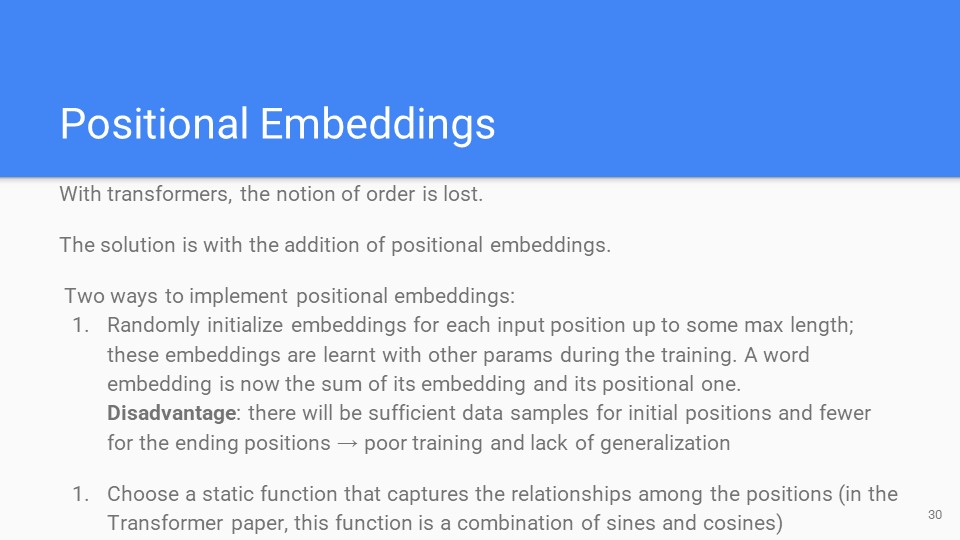 Positional Embeddings
With transformers, the notion of order is lost.
The solution is with the addition of positional embeddings.
Two ways to implement positional embeddings:
1. Randomly initialize embeddings for each input position up to some max length;
these embeddings are learnt with other params during the training. A word
embedding is now the sum of its embedding and its positional one.
Disadvantage: there will be sufficient data samples for initial positions and fewer
for the ending positions → poor training and lack of generalization
1. Choose a static function that captures the relationships among the positions (in the
Transformer paper, this function is a combination of sines and cosines)
30